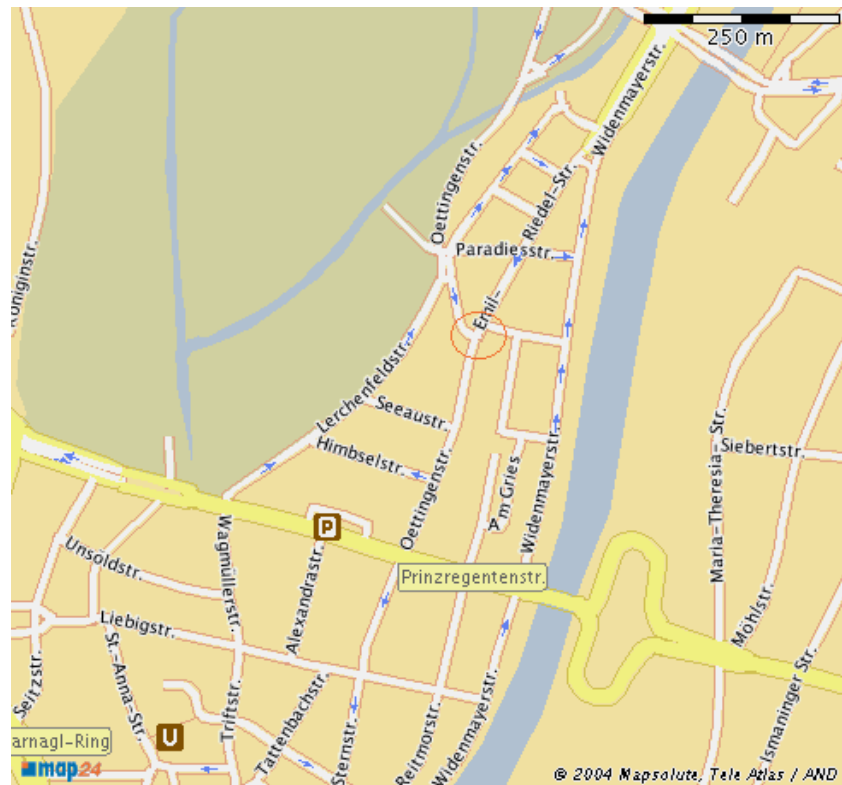 250 m
Widenmayerstr.
Oettingenstr.
Riedel-Str.
Emil-
Paradiesstr.
Königinstr.
Lerchenfeldstr.
Seeaustr.
Himbselstr.
Oettingenstr.
Am Gries
Widenmayerstr.
Maria-Theresia-Str.
Siebertstr.
P
Wagmüllerstr.
Unsöldstr.
Prinzregentenstr.
Alexandrastr.
Liebigstr.
St.-Anna-Str.
Möhlstr.
Seitzstr.
Triftstr.
Tattenbachstr.
Sternstr.
Reitmorstr.
Widenmayerstr.
Ismaninger Str.
U
arnagl-Ring
map24
© 2004 Mapsolute, Tele Atlas / AND